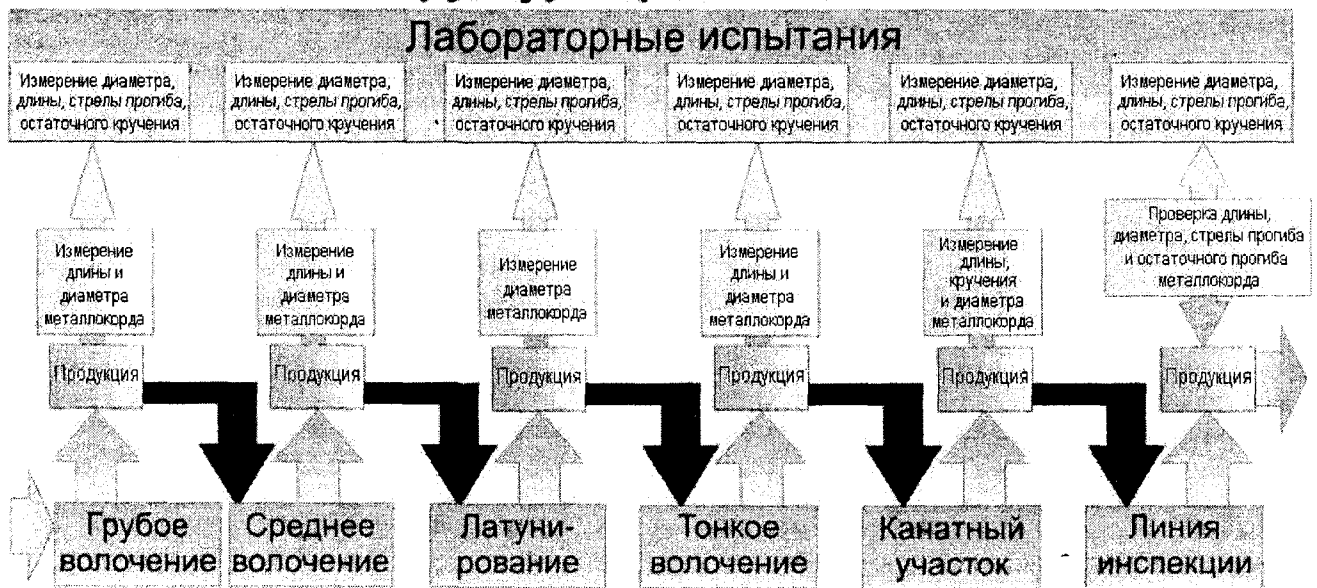 Лабораторные испытания
Измерение диаметра,
длины, стрелы прогиба,
остаточного кручения
Измерение диаметра,
длины, стрелы прогиба,
остаточного кручения
Измерение диаметра,
длины, стрелы прогиба,
остаточного кручения
Измерение диаметра,
длины, стрелы прогиба,
остаточного кручения
Измерение диаметра,
длины, стрелы прогиба,
остаточного кручения
Измерение диаметра,
длины, стрелы прогиба,
остаточного кручения
Измерение
длины и
диаметра
металлокорда
Измерение
длины и
диаметра
металлокорда
Измерение
диаметра
металлокорда
Измерение
длины и
диаметра
металлокорда
Измерение
длины,
кручения
и диаметра
металлокорда
Проверка длины,
диаметра, стрелы прогиба
и остаточного прогиба
металлокорда
Продукция
Продукция
Продукция
Продукция
Продукция
Продукция
Грубое
волочение
Среднее
волочение
Латуни-
рование
Тонкое
волочение
Канатный
участок
Линия
инспекции